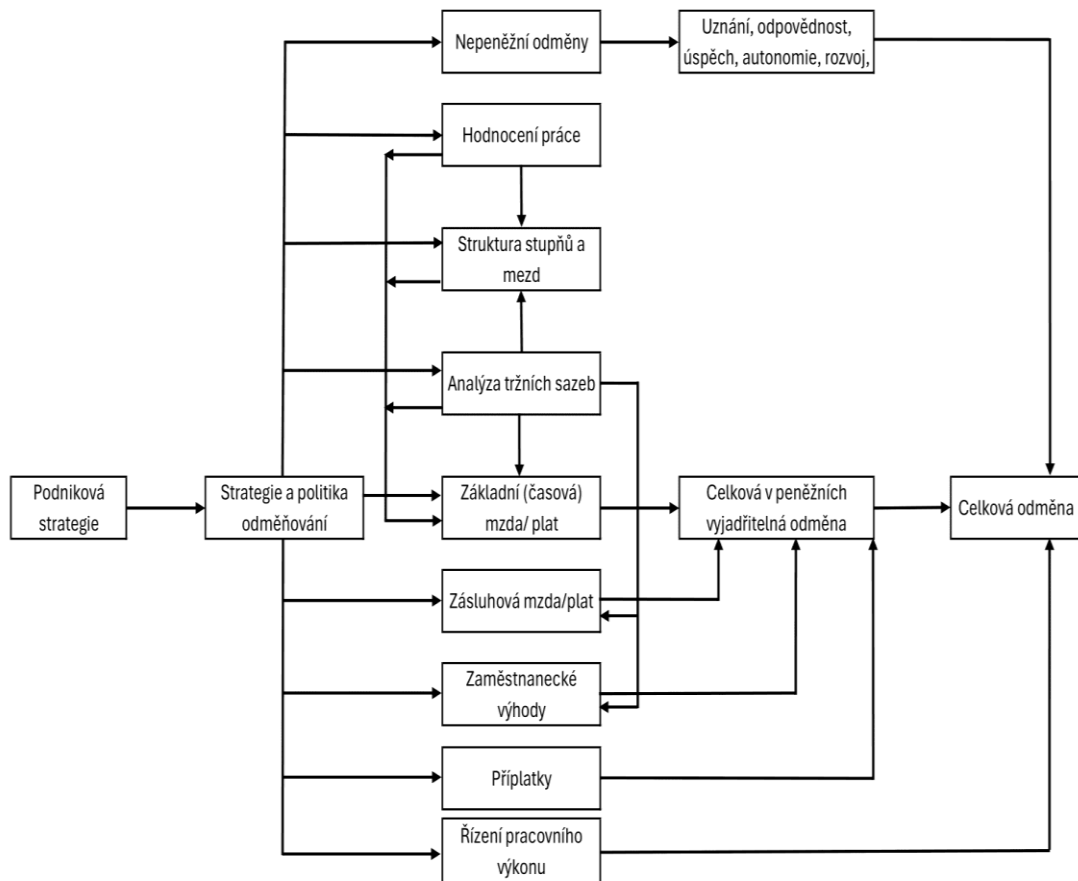 Nepeněžní odměny
Uznání, odpovědnost,
úspěch, autonomie, rozvoj,
Hodnocení práce
Struktura stupňů a
mezd
Analýza tržních sazeb
Podniková
strategie
Strategie a politika
odměňování
Základní (časová)
mzda/ plat
Celková v peněžních
vyjadřitelná odměna
Celková odměna
Zásluhová mzda/plat
Zaměstnanecké
výhody
Příplatky
Řízení pracovního
výkonu